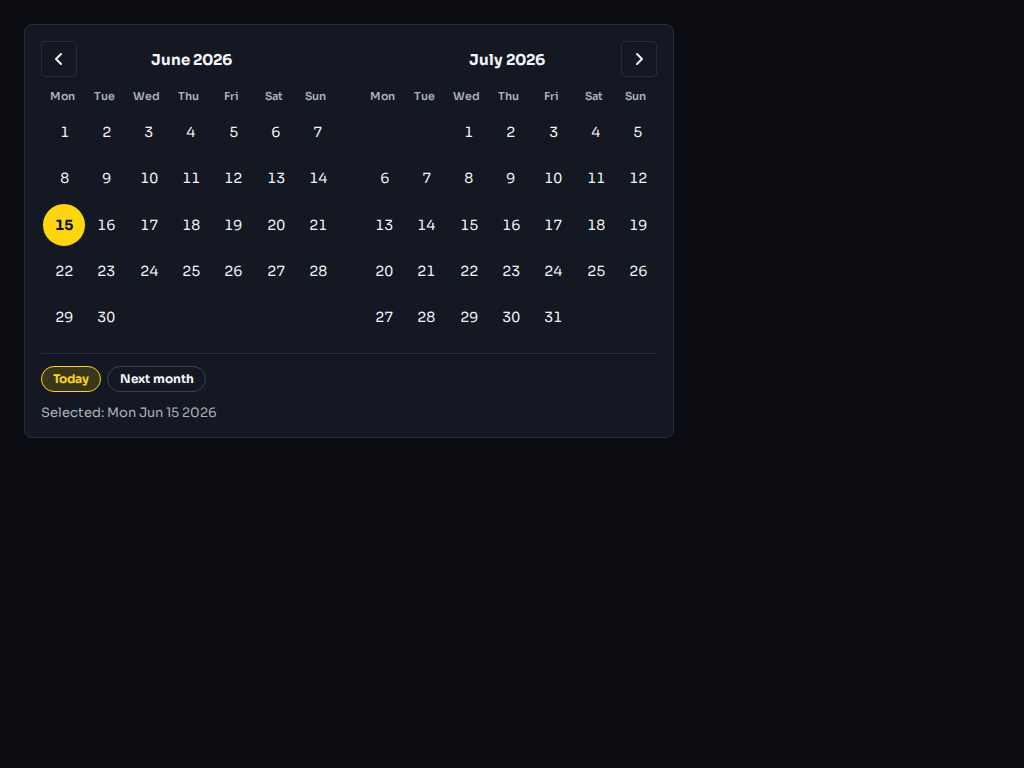 June 2026
Mon Tue Wed Thu Fri Sat Sun
1 2 3 4 5 6 7
8 9 10 11 12 13 14
15 16 17 18 19 20 21
22 23 24 25 26 27 28
29 30
July 2026
Mon Tue Wed Thu Fri Sat Sun
1 2 3 4 5
6 7 8 9 10 11 12
13 14 15 16 17 18 19
20 21 22 23 24 25 26
27 28 29 30 31
Today Next month
Selected: Mon Jun 15 2026